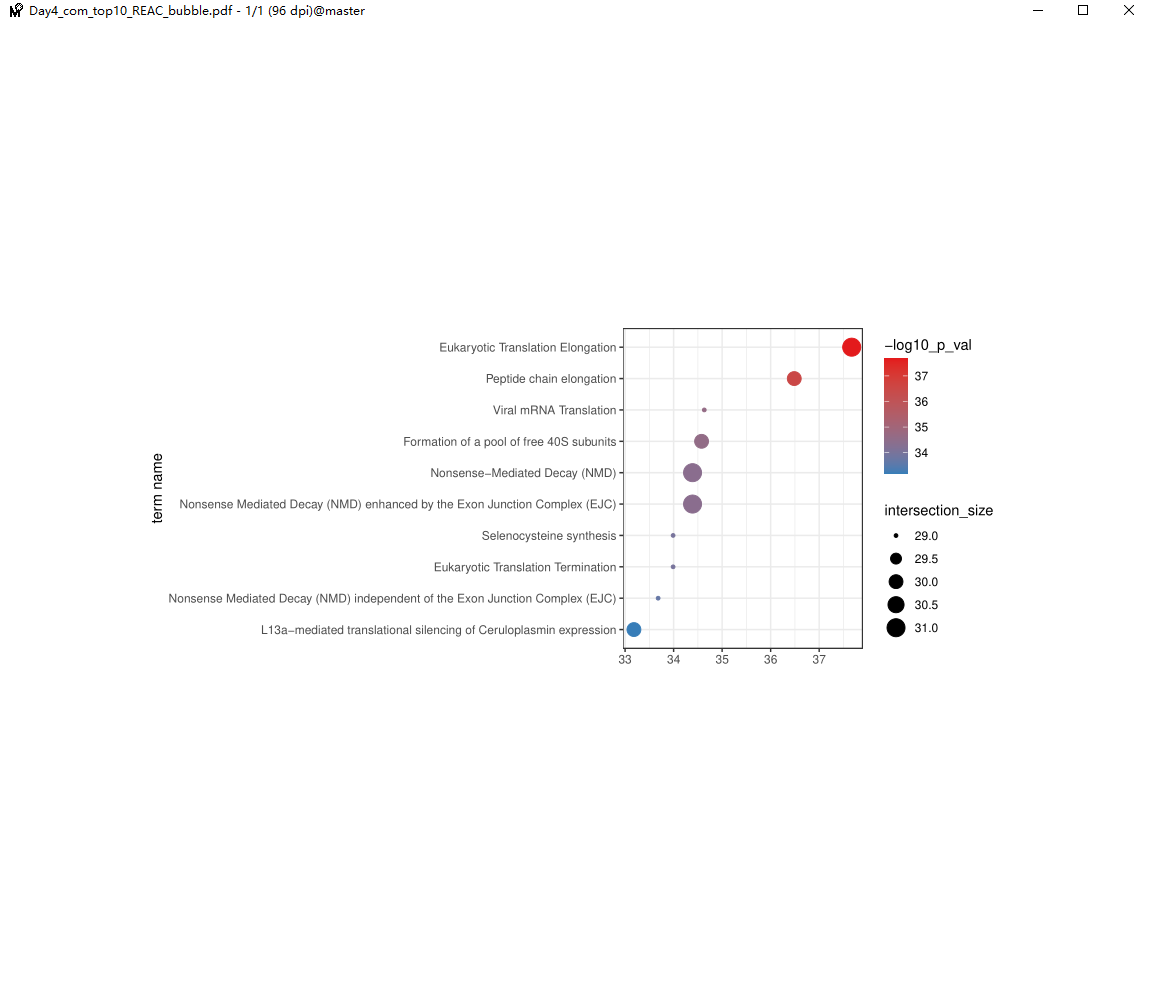 Day4_com_top10_REAC_bubble.pdf - 1/1 (96 dpi)@master
term name
Eukaryotic Translation Elongation
Peptide chain elongation
Viral mRNA Translation
Formation of a pool of free 40S subunits
Nonsense−Mediated Decay (NMD)
Nonsense Mediated Decay (NMD) enhanced by the Exon Junction Complex (EJC)
Selenocysteine synthesis
Eukaryotic Translation Termination
Nonsense Mediated Decay (NMD) independent of the Exon Junction Complex (EJC)
L13a−mediated translational silencing of Ceruloplasmin expression
33 34 35 36 37
−log10_p_val
37
36
35
34
intersection_size
29.0
29.5
30.0
30.5
31.0